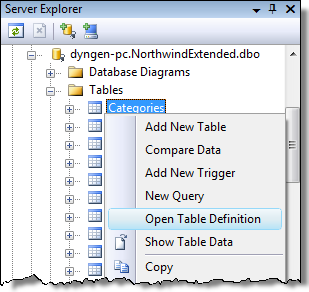 Server Explorer
dyngen-pc.NorthwindExtended.dbo
Database Diagrams
Tables
Categories
Add New Table
Compare Data
Add New Trigger
New Query
Open Table Definition
Show Table Data
Copy